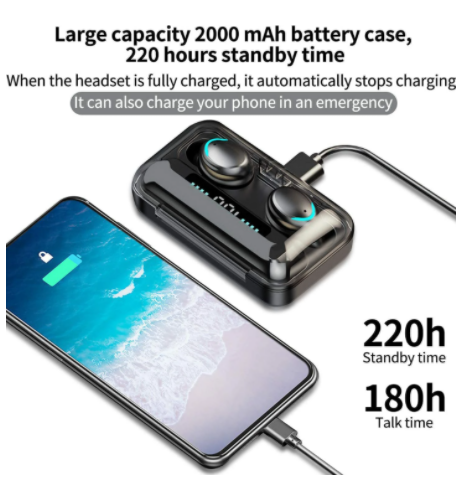 Large capacity 2000 mAh battery case,
220 hours standby time
When the headset is fully charged, it automatically stops charging
It can also charge your phone in an emergency
220h
Standby time
180h
Talk time